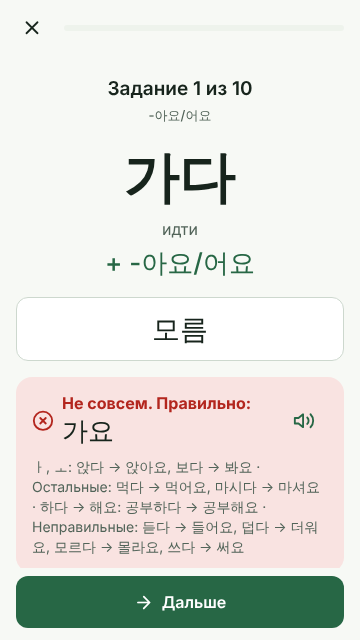 Задание 1 из 10
-아요/어요
가다
идти
+ -아요/어요
모름
Не совсем. Правильно:
가요
ㅏ, ㅗ: 앉다 → 앉아요, 보다 → 봐요 ·
Остальные: 먹다 → 먹어요, 마시다 → 마셔요
· 하다 → 해요: 공부하다 → 공부해요 ·
Неправильные: 듣다 → 들어요, 덥다 → 더워
요, 모르다 → 몰라요, 쓰다 → 써요
Дальше